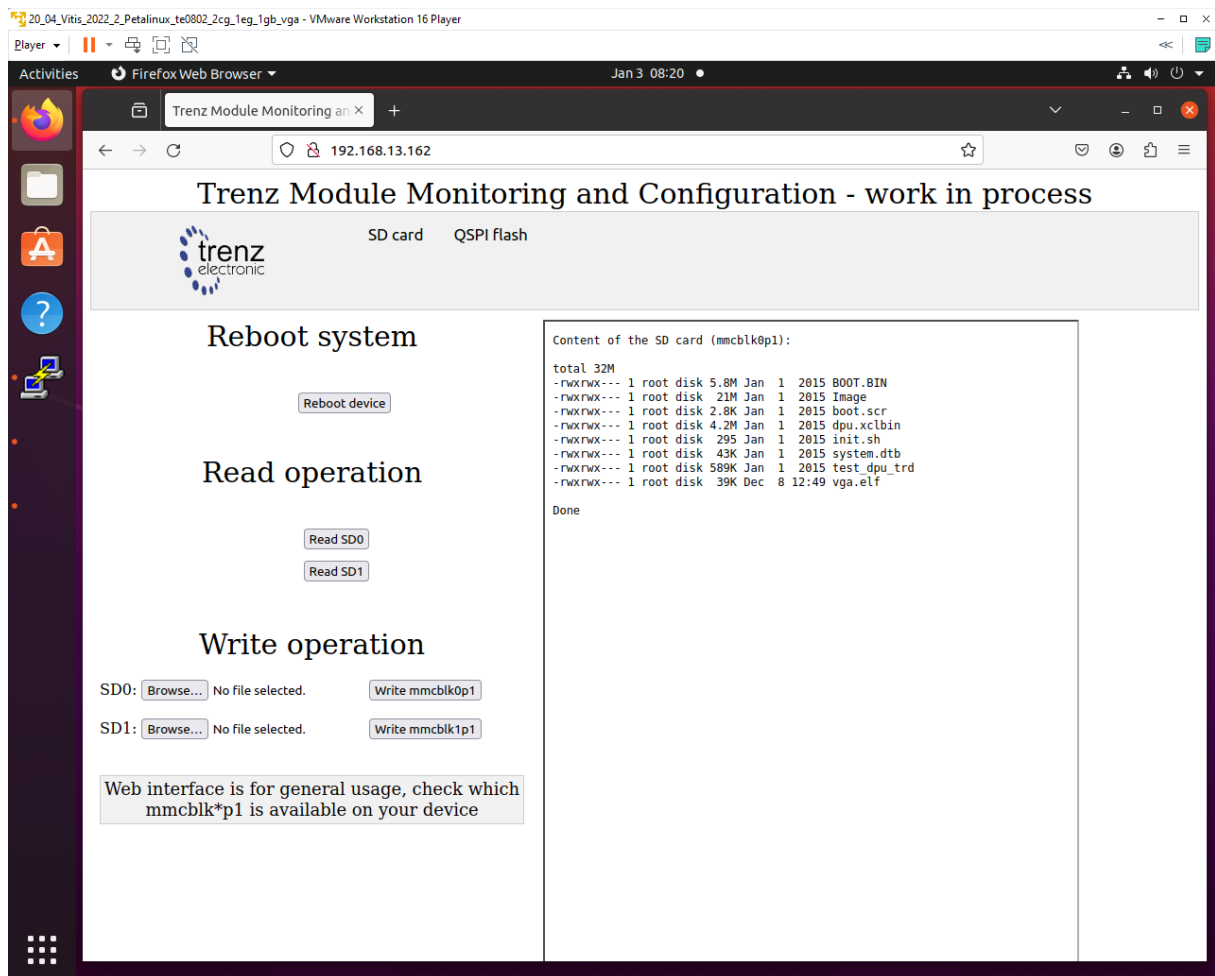 20_04_Vitis_2022_2_Petalinux_te0802_2cg_1eg_1gb_vga - VMware Workstation 16 Player
Player
Activities
Firefox Web Browser
Jan 3 08:20
Trenz Module Monitoring an
192.168.13.162
Trenz Module Monitoring and Configuration - work in process
trenz
electronic
SD card QSPI flash
Reboot system
Reboot device
Read operation
Read SD0
Read SD1
Write operation
SD0: Browse... No file selected. Write mmcblk0p1
SD1: Browse... No file selected. Write mmcblk1p1
Web interface is for general usage, check which
mmcblk*p1 is available on your device
Content of the SD card (mmcblk0p1):
total 32M
-rwxrwx--- 1 root disk 5.8M Jan  1  2015 BOOT.BIN
-rwxrwx--- 1 root disk  21M Jan  1  2015 Image
-rwxrwx--- 1 root disk 2.8K Jan  1  2015 boot.scr
-rwxrwx--- 1 root disk 4.2M Jan  1  2015 dpu.xclbin
-rwxrwx--- 1 root disk  295 Jan  1  2015 init.sh
-rwxrwx--- 1 root disk  43K Jan  1  2015 system.dtb
-rwxrwx--- 1 root disk 589K Jan  1  2015 test_dpu_trd
-rwxrwx--- 1 root disk  39K Dec  8 12:49 vga.elf
Done